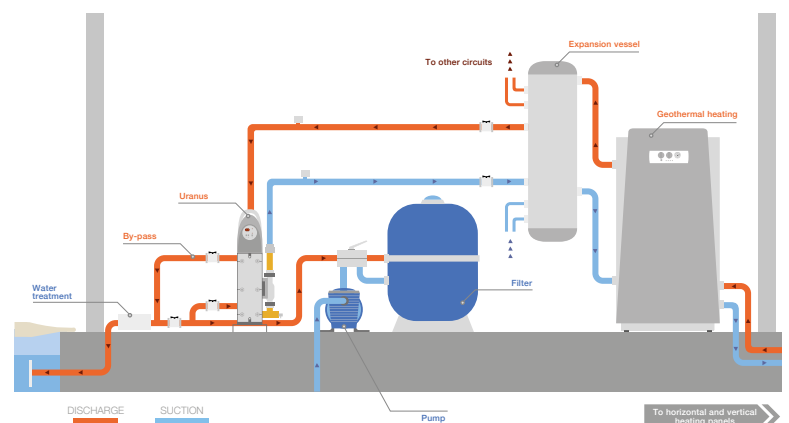 Expansion vessel
To other circuits
Geothermal heating
Uranus
By-pass
Water
treatment
Filter
Pump
DISCHARGE
SUCTION
To horizontal and vertical
heating panels